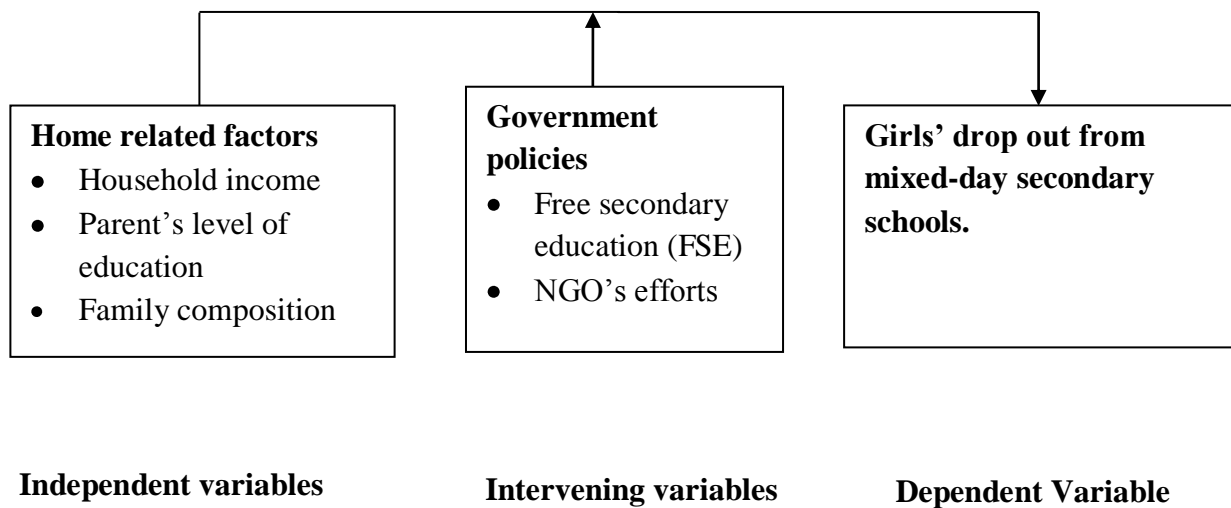 Home related factors
● Household income
● Parent’s level of
education
● Family composition
Government
policies
● Free secondary
education (FSE)
● NGO’s efforts
Girls’ drop out from
mixed-day secondary
schools.
Independent variables
Intervening variables
Dependent Variable